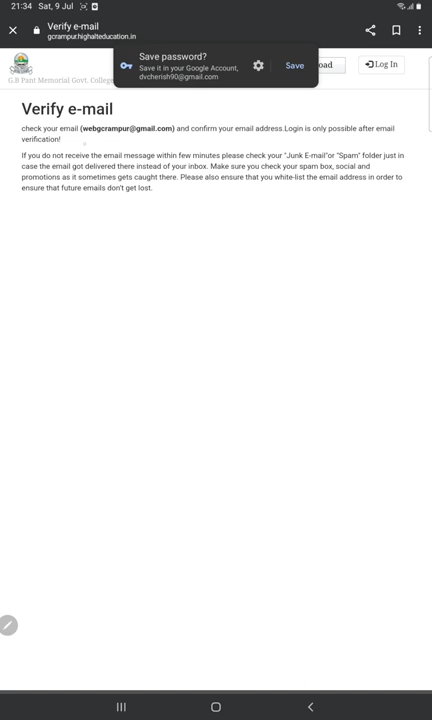 21:34 Sat, 9 Jul
Verify e-mail
gcrampur.highalteducation.in
Save password?
Save it in your Google Account,
dvcherish90@gmail.com
Save
oad
Log In
G.B Pant Memorial Govt. College
Verify e-mail
check your email (webgcrampur@gmail.com) and confirm your email address.Login is only possible after email
verification!
If you do not receive the email message within few minutes please check your "Junk E-mail"or "Spam" folder just in
case the email got delivered there instead of your inbox. Make sure you check your spam box, social and
promotions as it sometimes gets caught there. Please also ensure that you white-list the email address in order to
ensure that future emails don't get lost.